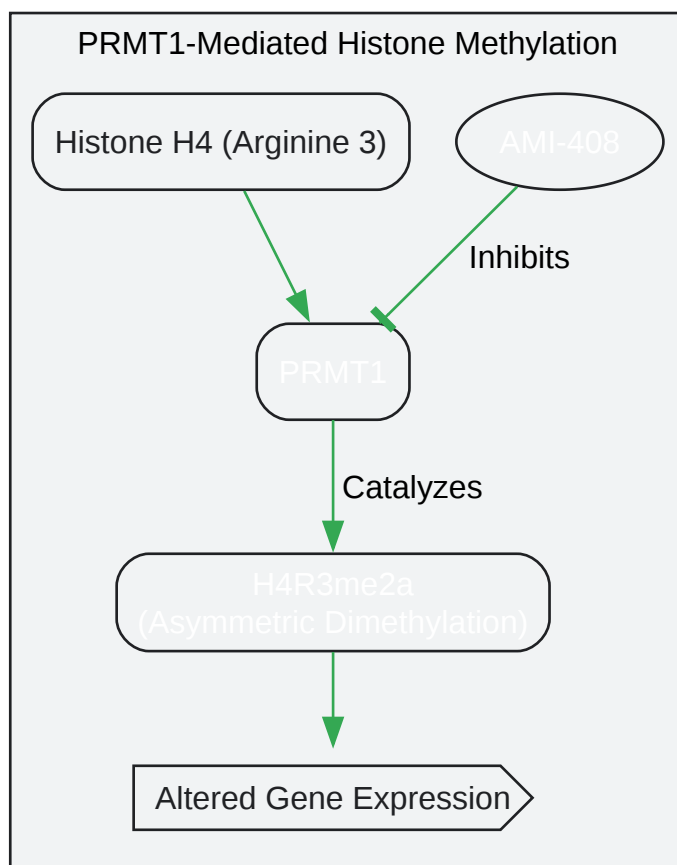 PRMT1-Mediated Histone Methylation
Histone H4 (Arginine 3)
AMI-408
Inhibits
PRMT1
Catalyzes
H4R3me2a
(Asymmetric Dimethylation)
Altered Gene Expression